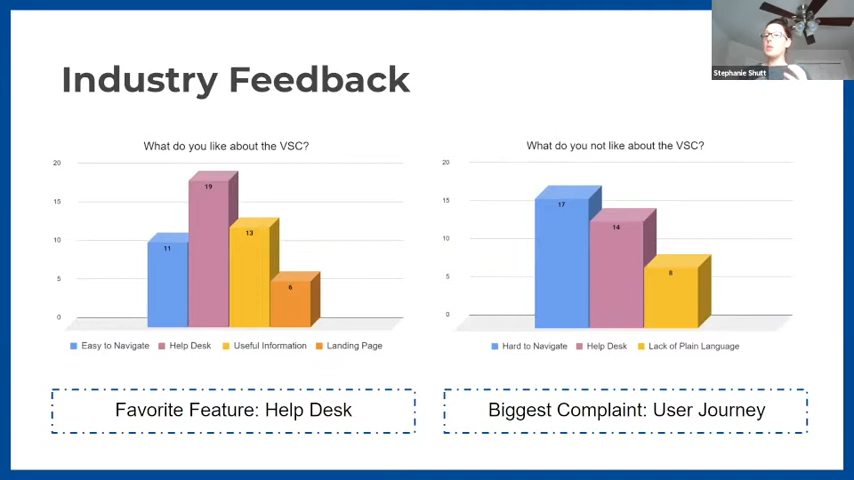 Stephanie Shutt
Industry Feedback
What do you like about the VSC?
20
15
10
5
0
11
19
13
6
Easy to Navigate Help Desk Useful Information Landing Page
What do you not like about the VSC?
20
15
10
5
0
17
14
8
Hard to Navigate Help Desk Lack of Plain Language
Favorite Feature: Help Desk
Biggest Complaint: User Journey